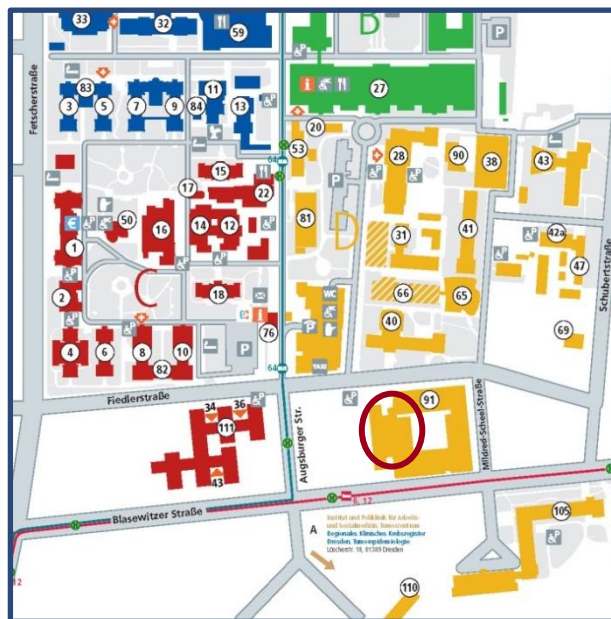 33
32
59
B
P
Fetscherstraße
83
3
5
7
9
84
11
13
i
27
20
53
64
28
90
38
43
15
17
22
P
P
€
50
1
16
14
12
81
D
31
41
42a
47
Schubertstraße
2
C
18
66
65
WC
76
i
P
40
69
4
6
8
10
82
P
64
TAXI
Fiedlerstraße
34
36
111
43
Augsburger Str.
91
Mildred-Scheel-Straße
6, 12
Blasewitzer Straße
A
Institut und Poliklinik für Arbeits-
und Sozialmedizin, Tumorzentrum
Regionales Klinisches Krebsregister
Dresden, Tumorepidemiologie
Löscherstr. 18, 01309 Dresden
105
110
12